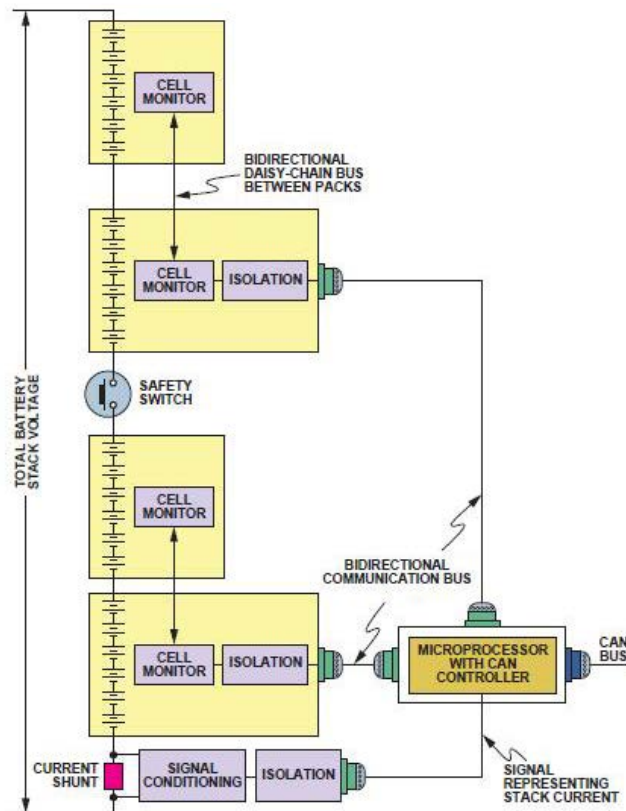 CELL
MONITOR
BIDIRECTIONAL
DAISY-CHAIN BUS
BETWEEN PACKS
CELL
MONITOR
ISOLATION
SAFETY
SWITCH
TOTAL BATTERY
STACK VOLTAGE
CELL
MONITOR
BIDIRECTIONAL
COMMUNICATION BUS
CELL
MONITOR
ISOLATION
MICROPROCESSOR
WITH CAN
CONTROLLER
CAN
BUS
CURRENT
SHUNT
SIGNAL
CONDITIONING
ISOLATION
SIGNAL
REPRESENTING
STACK CURRENT